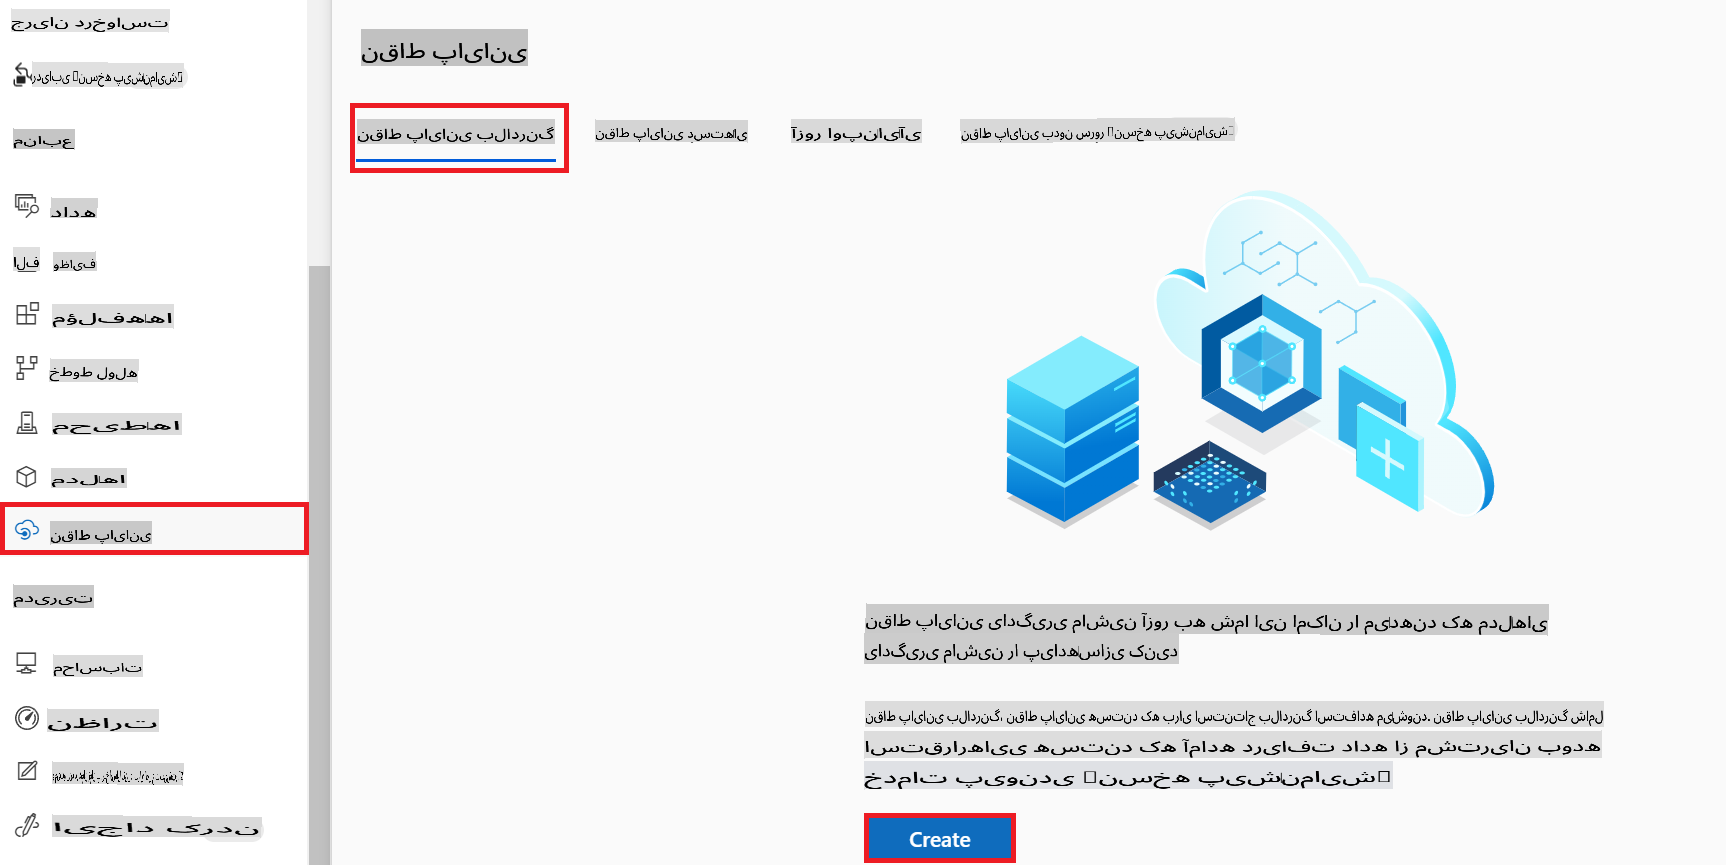 جریان درخواست
ردیابی نسخه پیش‌نمایش
منابع
داده
الف
وظایف
مؤلفه‌ها
خطوط لوله
محیط‌ها
مدل‌ها
نقاط پایانی
مدیریت
محاسبات
نظارت
ایجاد کردن
نقاط پایانی
نقاط پایانی بلادرنگ
نقاط پایانی دسته‌ای
آزور اوپن‌ای‌آی
نقاط پایانی بدون سرور نسخه پیش‌نمایش
نقاط پایانی یادگیری ماشین آزور به شما این امکان را می‌دهند که مدل‌های
یادگیری ماشین را پیاده‌سازی کنید
نقاط پایانی بلادرنگ، نقاط پایانی هستند که برای استنتاج بلادرنگ استفاده می‌شوند. نقاط پایانی بلادرنگ شامل
استقرارهایی هستند که آماده دریافت داده از مشتریان بوده
خدمات پیوندی نسخه پیش‌نمایش
Create